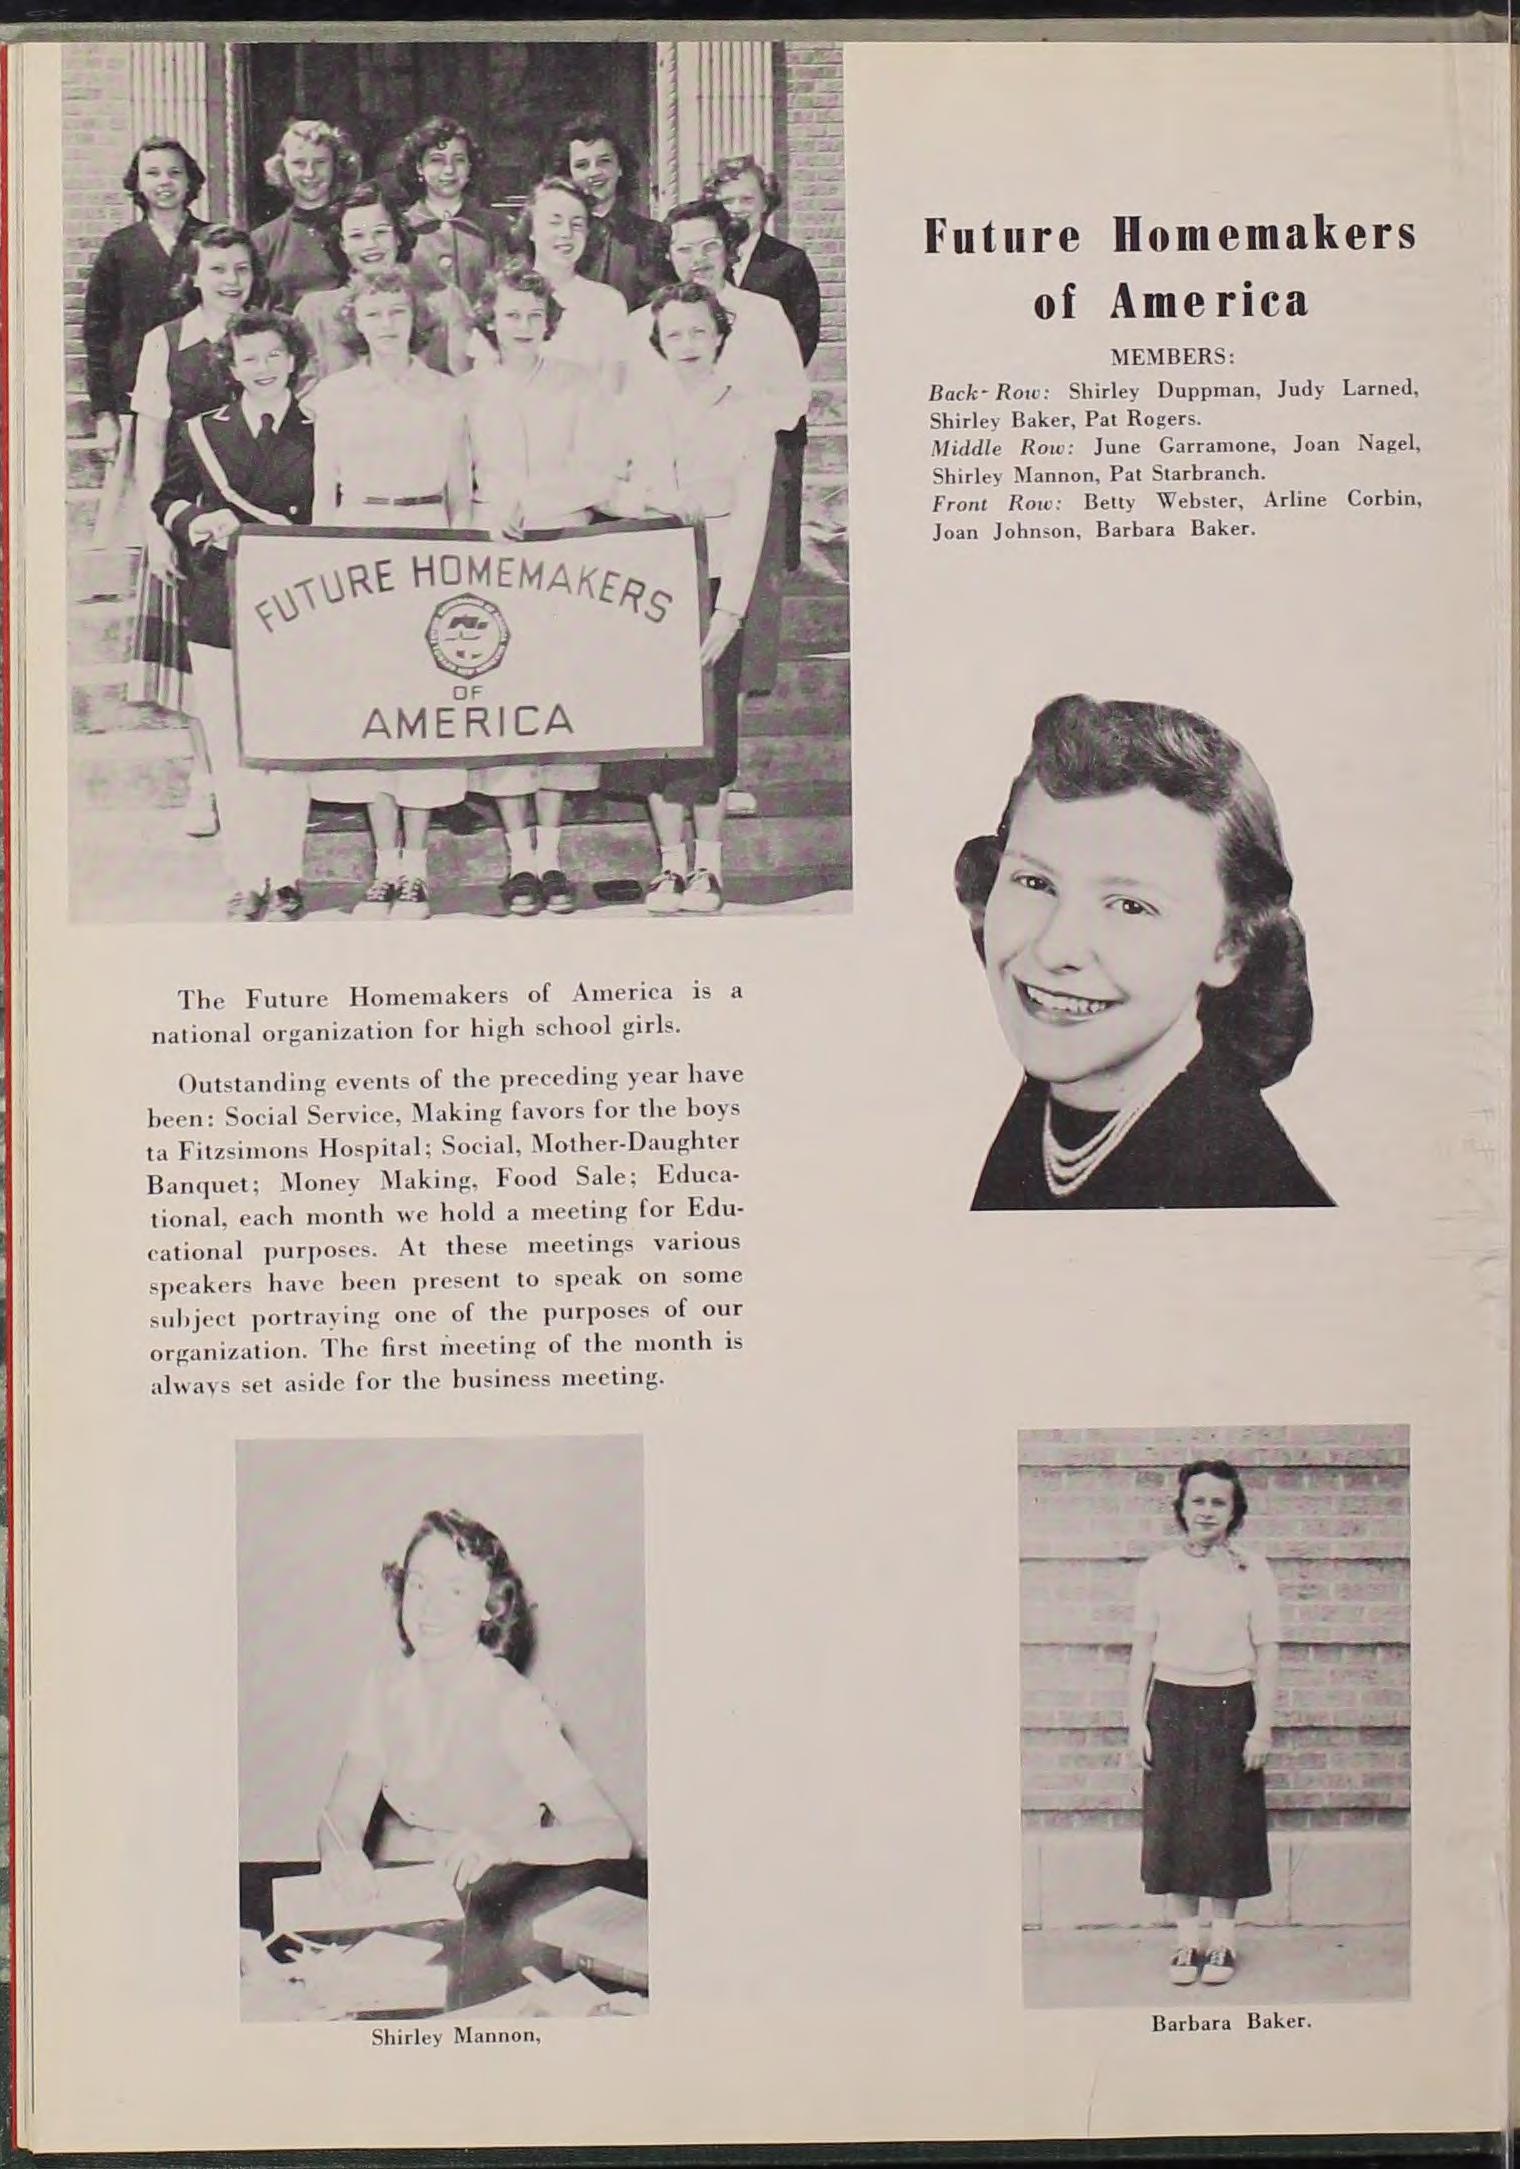 Future Homemakers
of America
MEMBERS:
Back-Row: Shirley Duppman, Judy Larned,
Shirley Baker, Pat Rogers.
Middle Row: June Garramone, Joan Nagel,
Shirley Mannon, Pat Starbranch.
Front Row: Betty Webster, Arline Corbin,
Joan Johnson, Barbara Baker.
FUTURE HOMEMAKERS
OF
AMERICA
The Future Homemakers of America is a
national organization for high school girls.
Outstanding events of the preceding year have
been: Social Service, Making favors for the boys
ta Fitzsimons Hospital; Social, Mother-Daughter
Banquet; Money Making, Food Sale; Educa-
tional, each month we hold a meeting for Edu-
cational purposes. At these meetings various
speakers have been present to speak on some
subject portraying one of the purposes of our
organization. The first meeting of the month is
always set aside for the business meeting.
Shirley Mannon,
Barbara Baker.